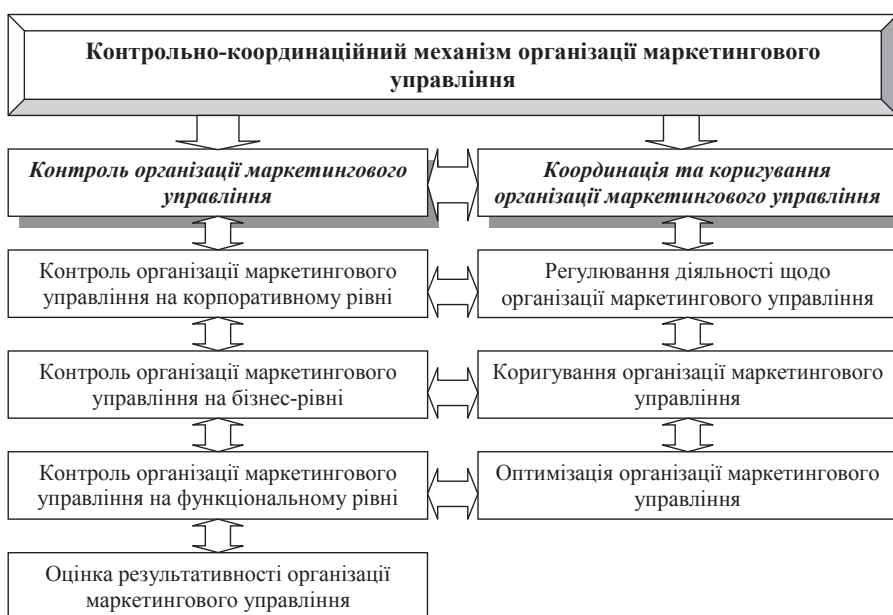 Контрольно-координаційний механізм організації маркетингового
управління
Контроль організації маркетингового
управління
Координація та коригування
організації маркетингового управління
Контроль організації маркетингового
управління на корпоративному рівні
Регулювання діяльності щодо
організації маркетингового управління
Контроль організації маркетингового
управління на бізнес-рівні
Коригування організації маркетингового
управління
Контроль організації маркетингового
управління на функціональному рівні
Оптимізація організації маркетингового
управління
Оцінка результативності організації
маркетингового управління